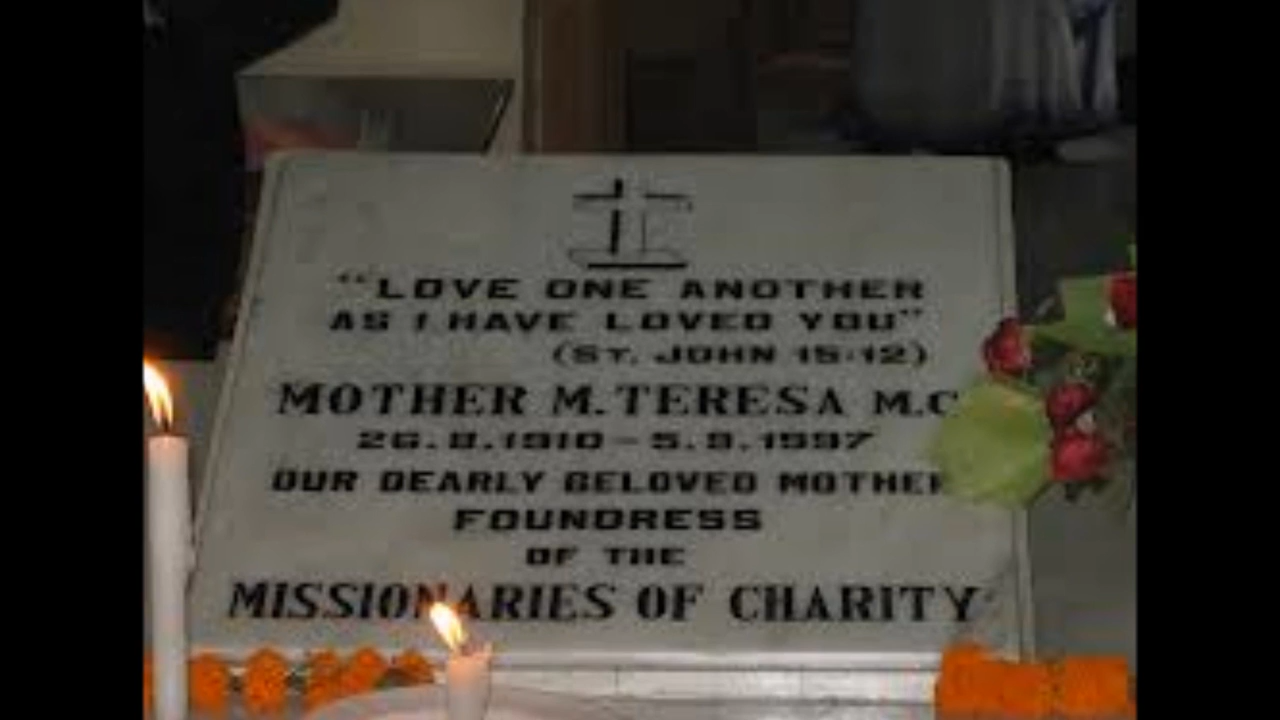 "LOVE ONE ANOTHER
AS I HAVE LOVED YOU"
(ST. JOHN 15:12)
MOTHER M. TERESA M.C
26.8.1910 - 5.9.1997
OUR DEARLY BELOVED MOTHER
FOUNDRESS
OF THE
MISSIONARIES OF CHARITY